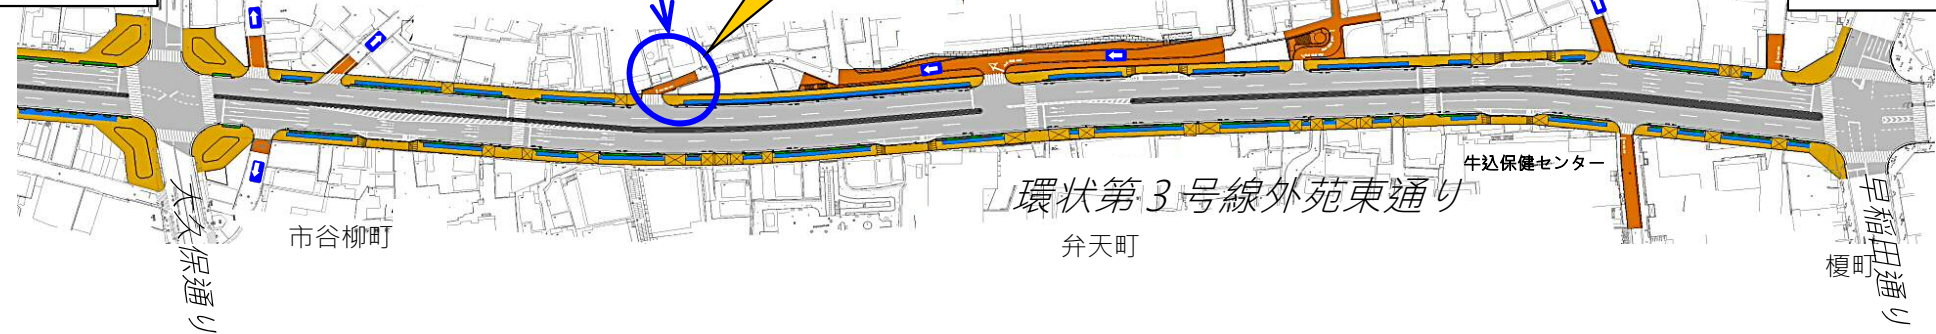 牛込保健センター
環状第3号線外苑東通り
市谷柳町
弁天町
大久保通り
榎町
早稲田通り